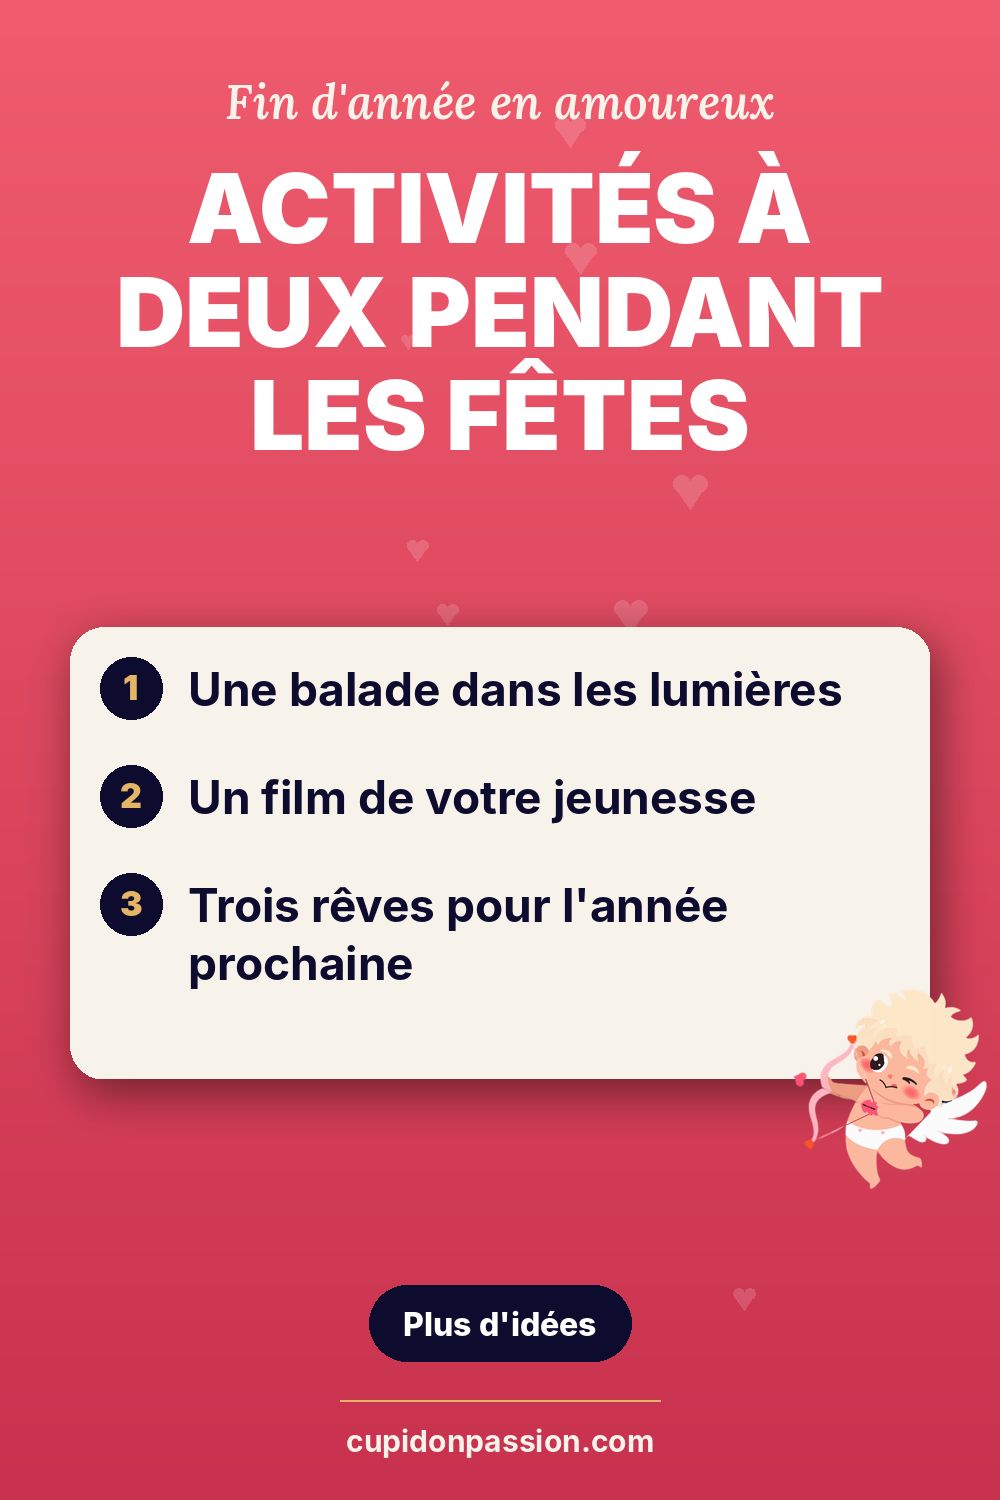 Fin d'année en amoureux
ACTIVITÉS À
DEUX PENDANT
LES FÊTES
1 Une balade dans les lumières
2 Un film de votre jeunesse
3 Trois rêves pour l'année
prochaine
Plus d'idées
cupidonpassion.com